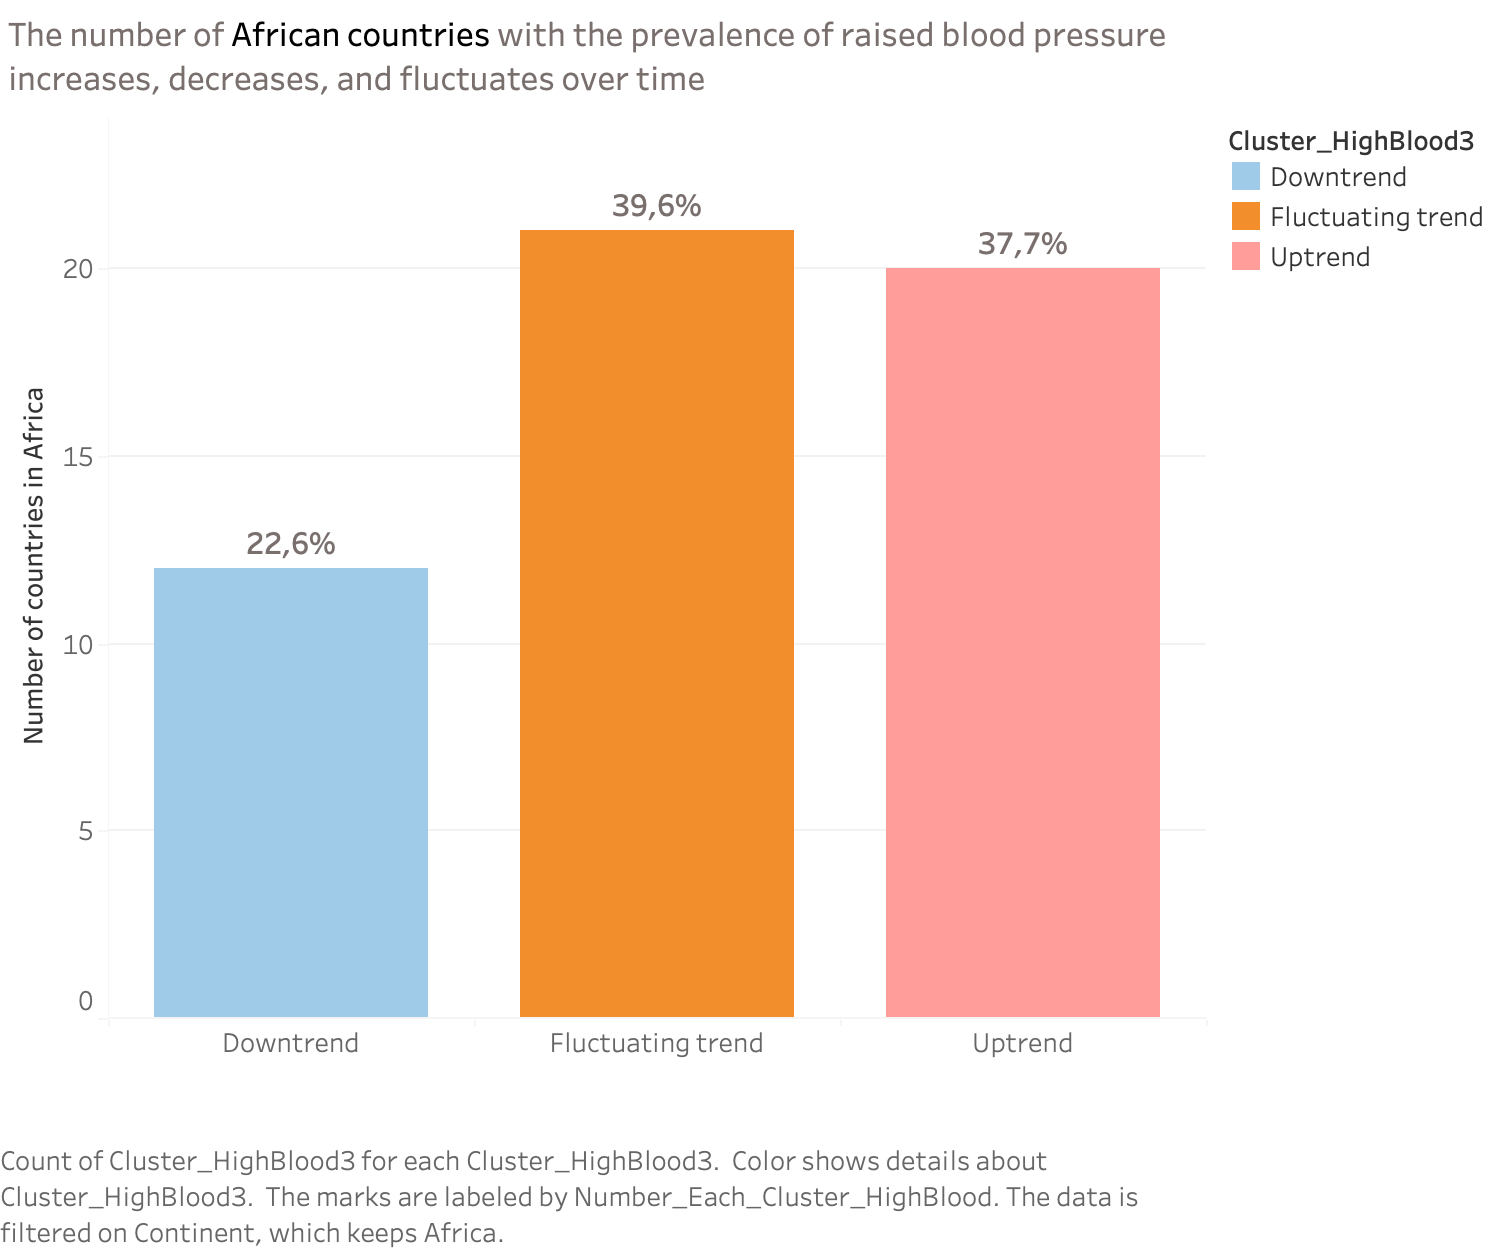 The number of African countries with the prevalence of raised blood pressure
increases, decreases, and fluctuates over time
Cluster_HighBlood3
Downtrend
Fluctuating trend
Uptrend
Number of countries in Africa
20
15
10
5
0
22,6%
39,6%
37,7%
Downtrend
Fluctuating trend
Uptrend
Count of Cluster_HighBlood3 for each Cluster_HighBlood3.  Color shows details about
Cluster_HighBlood3.  The marks are labeled by Number_Each_Cluster_HighBlood. The data is
filtered on Continent, which keeps Africa.